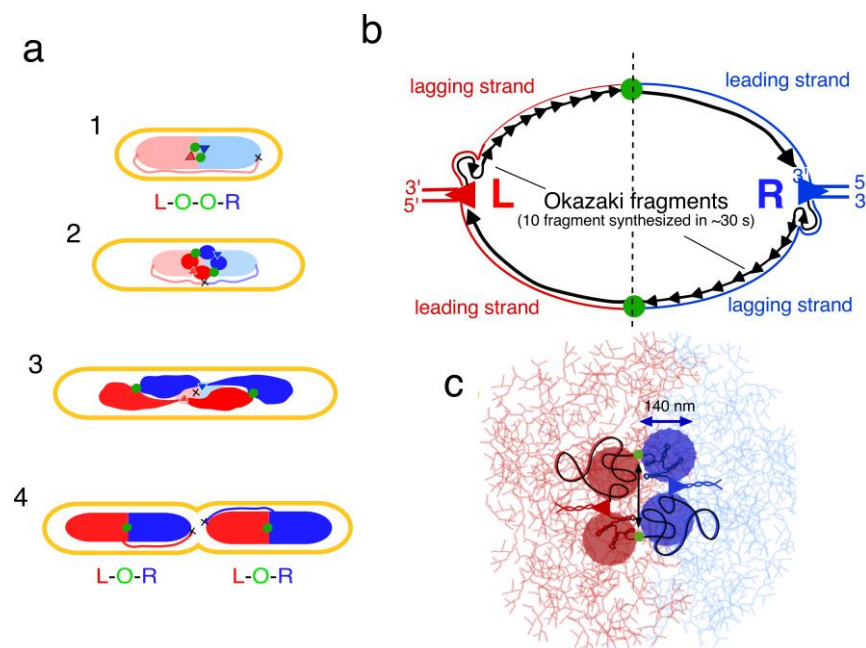 a
1
L-O-O-R
2
3
4
L-O-R
L-O-R
b
lagging strand
leading strand
3'
5'
L
Okazaki fragments
(10 fragment synthesized in ~30 s)
R
3'
5
3
leading strand
lagging strand
c
140 nm